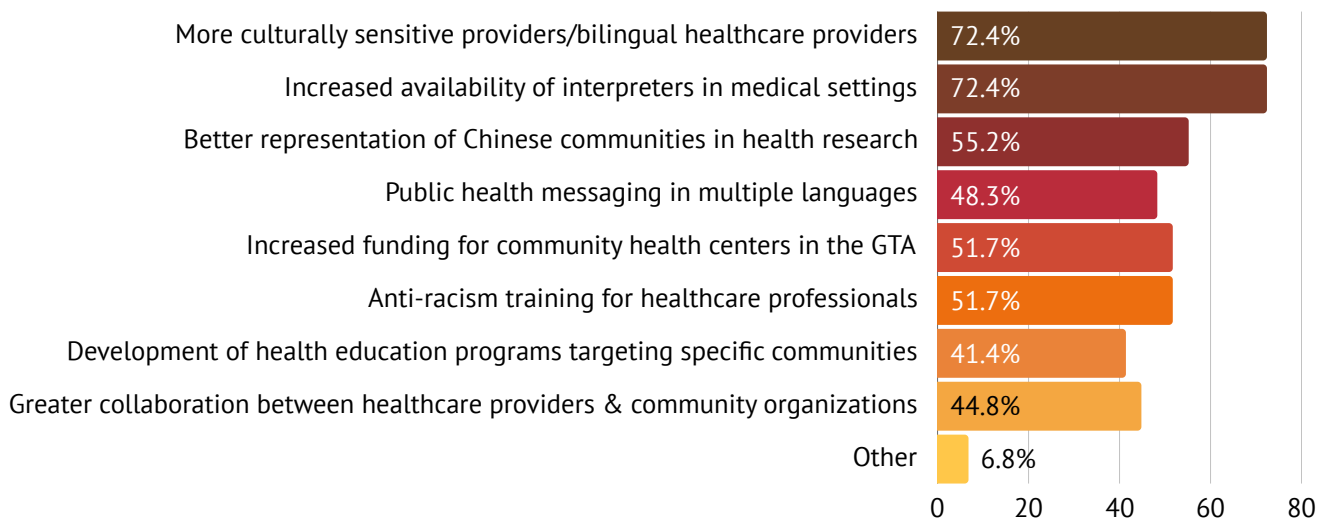 More culturally sensitive providers/bilingual healthcare providers 72.4%
Increased availability of interpreters in medical settings 72.4%
Better representation of Chinese communities in health research 55.2%
Public health messaging in multiple languages 48.3%
Increased funding for community health centers in the GTA 51.7%
Anti-racism training for healthcare professionals 51.7%
Development of health education programs targeting specific communities 41.4%
Greater collaboration between healthcare providers & community organizations 44.8%
Other 6.8%
0 20 40 60 80